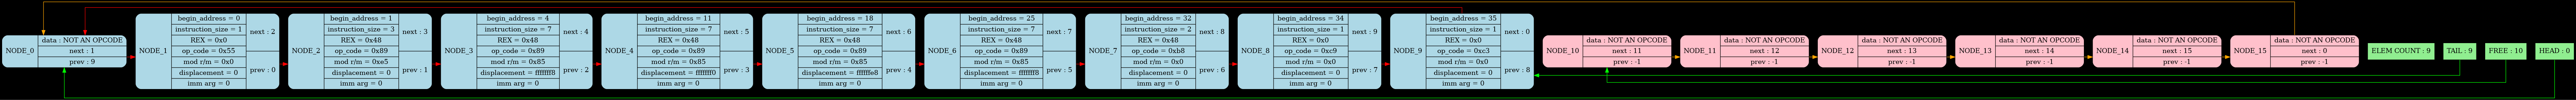 NODE_0
data : NOT AN OPCODE
next : 1
prev : 9
NODE_1
begin_address = 0
instruction_size = 1
REX = 0x0
op_code = 0x55
mod r/m = 0x0
displacement = 0
imm arg = 0
next : 2
prev : 0
NODE_2
begin_address = 1
instruction_size = 3
REX = 0x48
op_code = 0x89
mod r/m = 0xe5
displacement = 0
imm arg = 0
next : 3
prev : 1
NODE_3
begin_address = 4
instruction_size = 7
REX = 0x48
op_code = 0x89
mod r/m = 0x85
displacement = fffffff8
imm arg = 0
next : 4
prev : 2
NODE_4
begin_address = 11
instruction_size = 7
REX = 0x48
op_code = 0x89
mod r/m = 0x85
displacement = fffffff0
imm arg = 0
next : 5
prev : 3
NODE_5
begin_address = 18
instruction_size = 7
REX = 0x48
op_code = 0x89
mod r/m = 0x85
displacement = ffffffe8
imm arg = 0
next : 6
prev : 4
NODE_6
begin_address = 25
instruction_size = 7
REX = 0x48
op_code = 0x89
mod r/m = 0x85
displacement = fffffff8
imm arg = 0
next : 7
prev : 5
NODE_7
begin_address = 32
instruction_size = 2
REX = 0x48
op_code = 0xb8
mod r/m = 0x0
displacement = 0
imm arg = 0
next : 8
prev : 6
NODE_8
begin_address = 34
instruction_size = 1
REX = 0x0
op_code = 0xc9
mod r/m = 0x0
displacement = 0
imm arg = 0
next : 9
prev : 7
NODE_9
begin_address = 35
instruction_size = 1
REX = 0x0
op_code = 0xc3
mod r/m = 0x0
displacement = 0
imm arg = 0
next : 0
prev : 8
NODE_10
data : NOT AN OPCODE
next : 11
prev : -1
NODE_11
data : NOT AN OPCODE
next : 12
prev : -1
NODE_12
data : NOT AN OPCODE
next : 13
prev : -1
NODE_13
data : NOT AN OPCODE
next : 14
prev : -1
NODE_14
data : NOT AN OPCODE
next : 15
prev : -1
NODE_15
data : NOT AN OPCODE
next : 0
prev : -1
ELEM COUNT : 9
TAIL : 9
FREE : 10
HEAD : 0